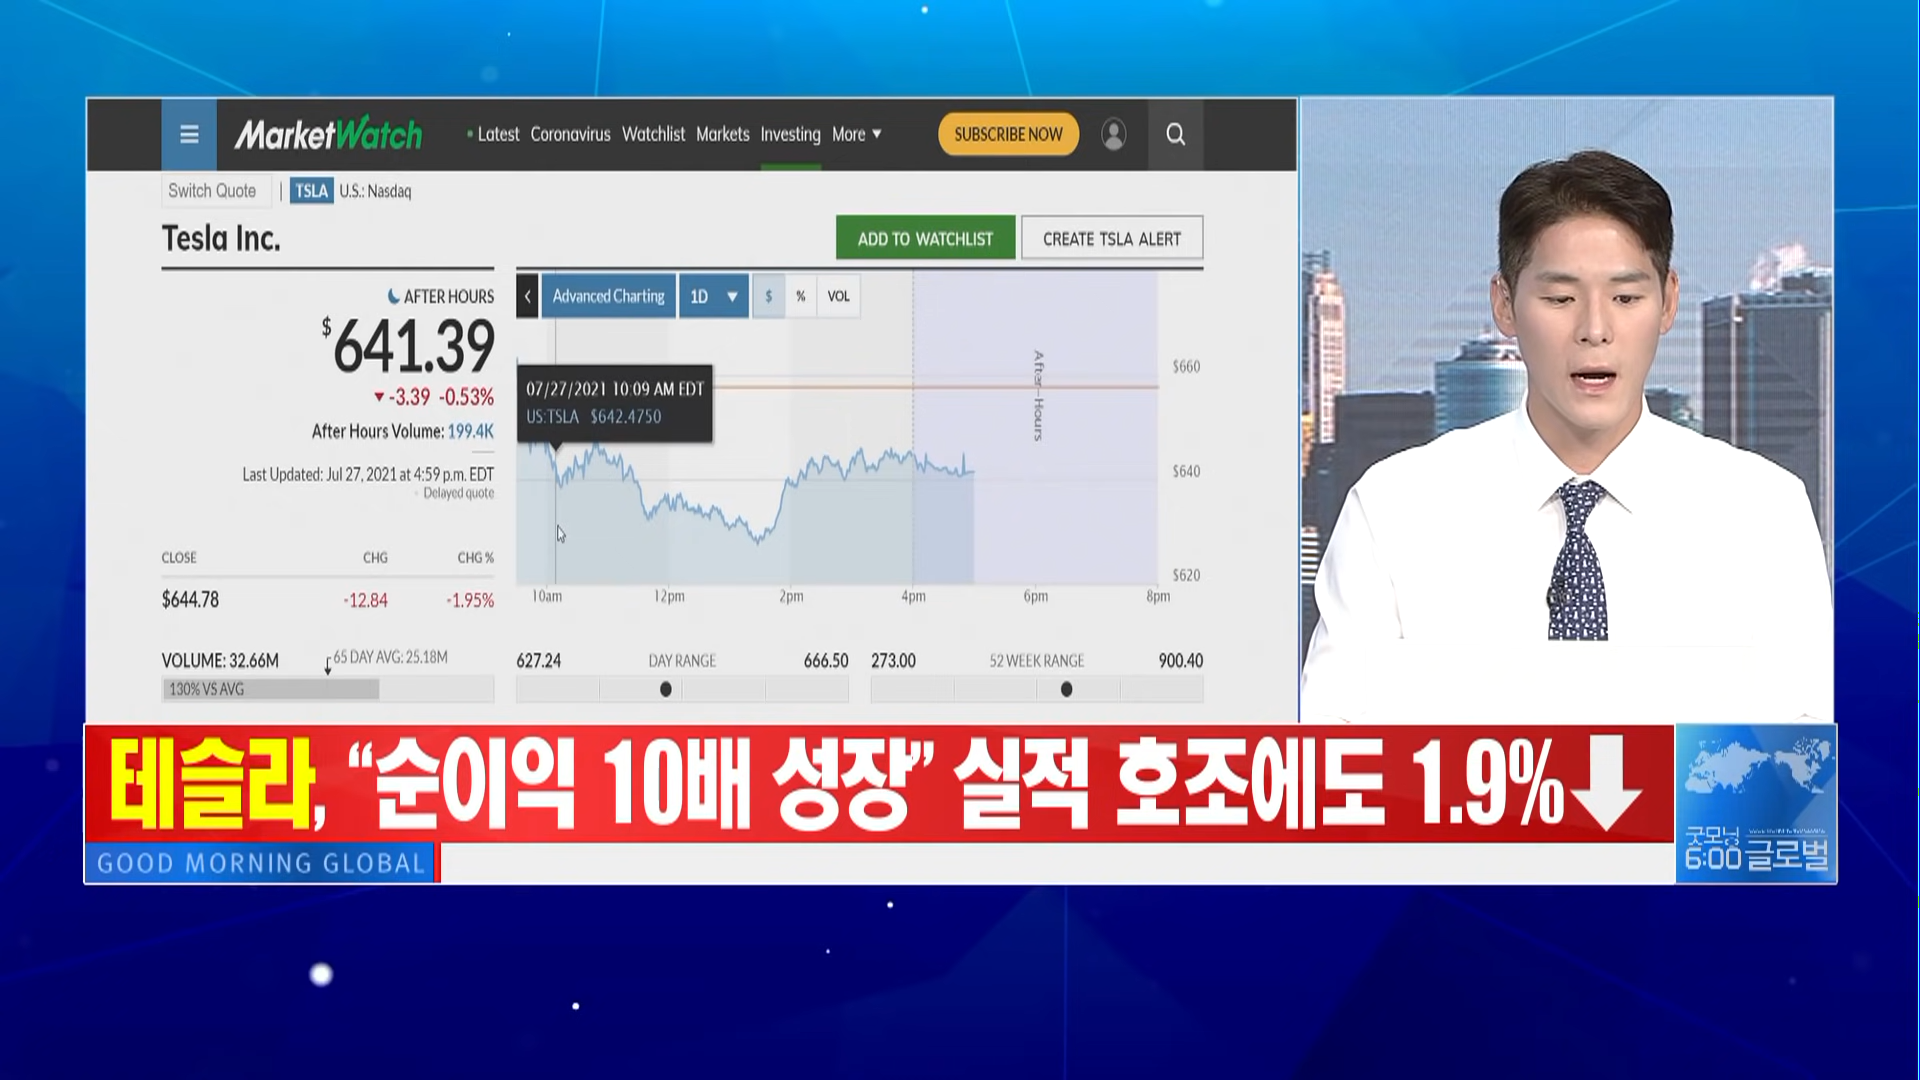 MarketWatch
Latest Coronavirus Watchlist Markets Investing More
SUBSCRIBE NOW
Switch Quote | TSLA U.S.: Nasdaq
Tesla Inc.
ADD TO WATCHLIST
CREATE TSLA ALERT
AFTER HOURS
$641.39
-3.39 -0.53%
After Hours Volume: 199.4K
Last Updated: Jul 27, 2021 at 4:59 p.m. EDT
Delayed quote
CLOSE CHG CHG %
$644.78 -12.84 -1.95%
VOLUME: 32.66M
65 DAY AVG: 25.18M
130% VS AVG
Advanced Charting 1D $ % VOL
07/27/2021 10:09 AM EDT
US:TSLA $642.4750
After-Hours
$660
$640
$620
10am 12pm 2pm 4pm 6pm 8pm
627.24 DAY RANGE 666.50
273.00 52 WEEK RANGE 900.40
테슬라, “순이익 10배 성장” 실적 호조에도 1.9%
GOOD MORNING GLOBAL
굿모닝
6:00 글로벌